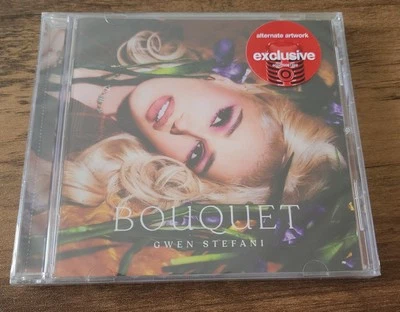 alternate artwork
exclusive
BOUQUET
GWEN STEFANI